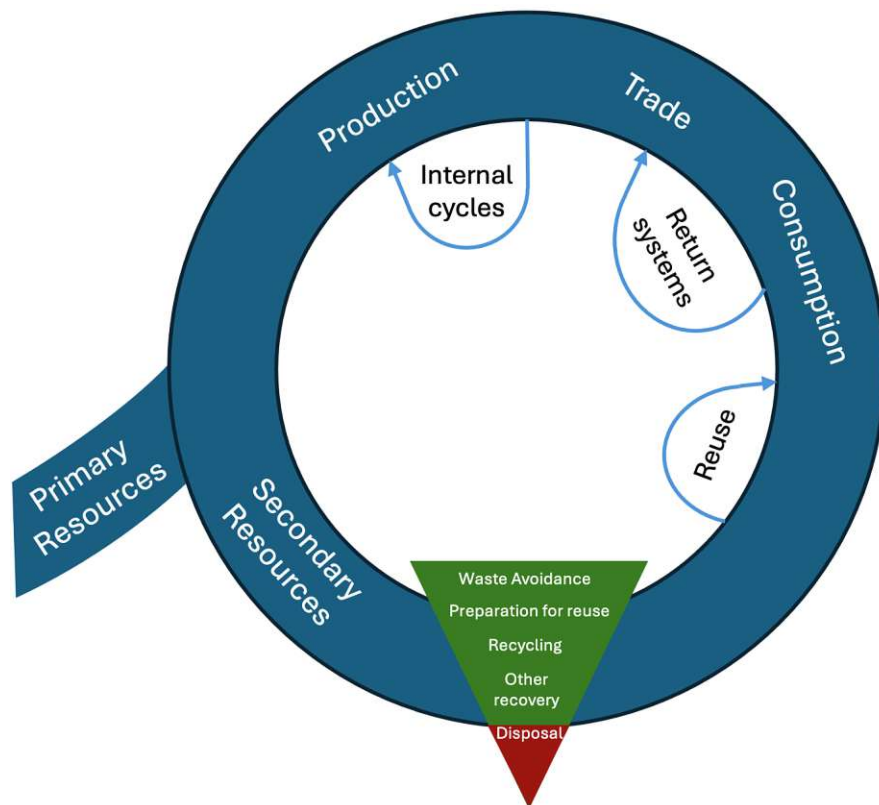 Production
Trade
Consumption
Internal
cycles
Return
systems
Reuse
Primary
Resources
Secondary
Resources
Waste Avoidance
Preparation for reuse
Recycling
Other
recovery
Disposal